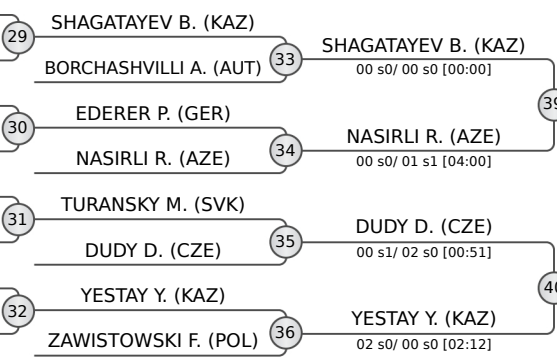 29
SHAGATAYEV B. (KAZ)
BORCHASHVILLI A. (AUT)
33
SHAGATAYEV B. (KAZ)
00 s0/ 00 s0 [00:00]
30
EDERER P. (GER)
NASIRLI R. (AZE)
34
NASIRLI R. (AZE)
00 s0/ 01 s1 [04:00]
39
31
TURANSKY M. (SVK)
DUDY D. (CZE)
35
DUDY D. (CZE)
00 s1/ 02 s0 [00:51]
32
YESTAY Y. (KAZ)
ZAWISTOWSKI F. (POL)
36
YESTAY Y. (KAZ)
02 s0/ 00 s0 [02:12]
40